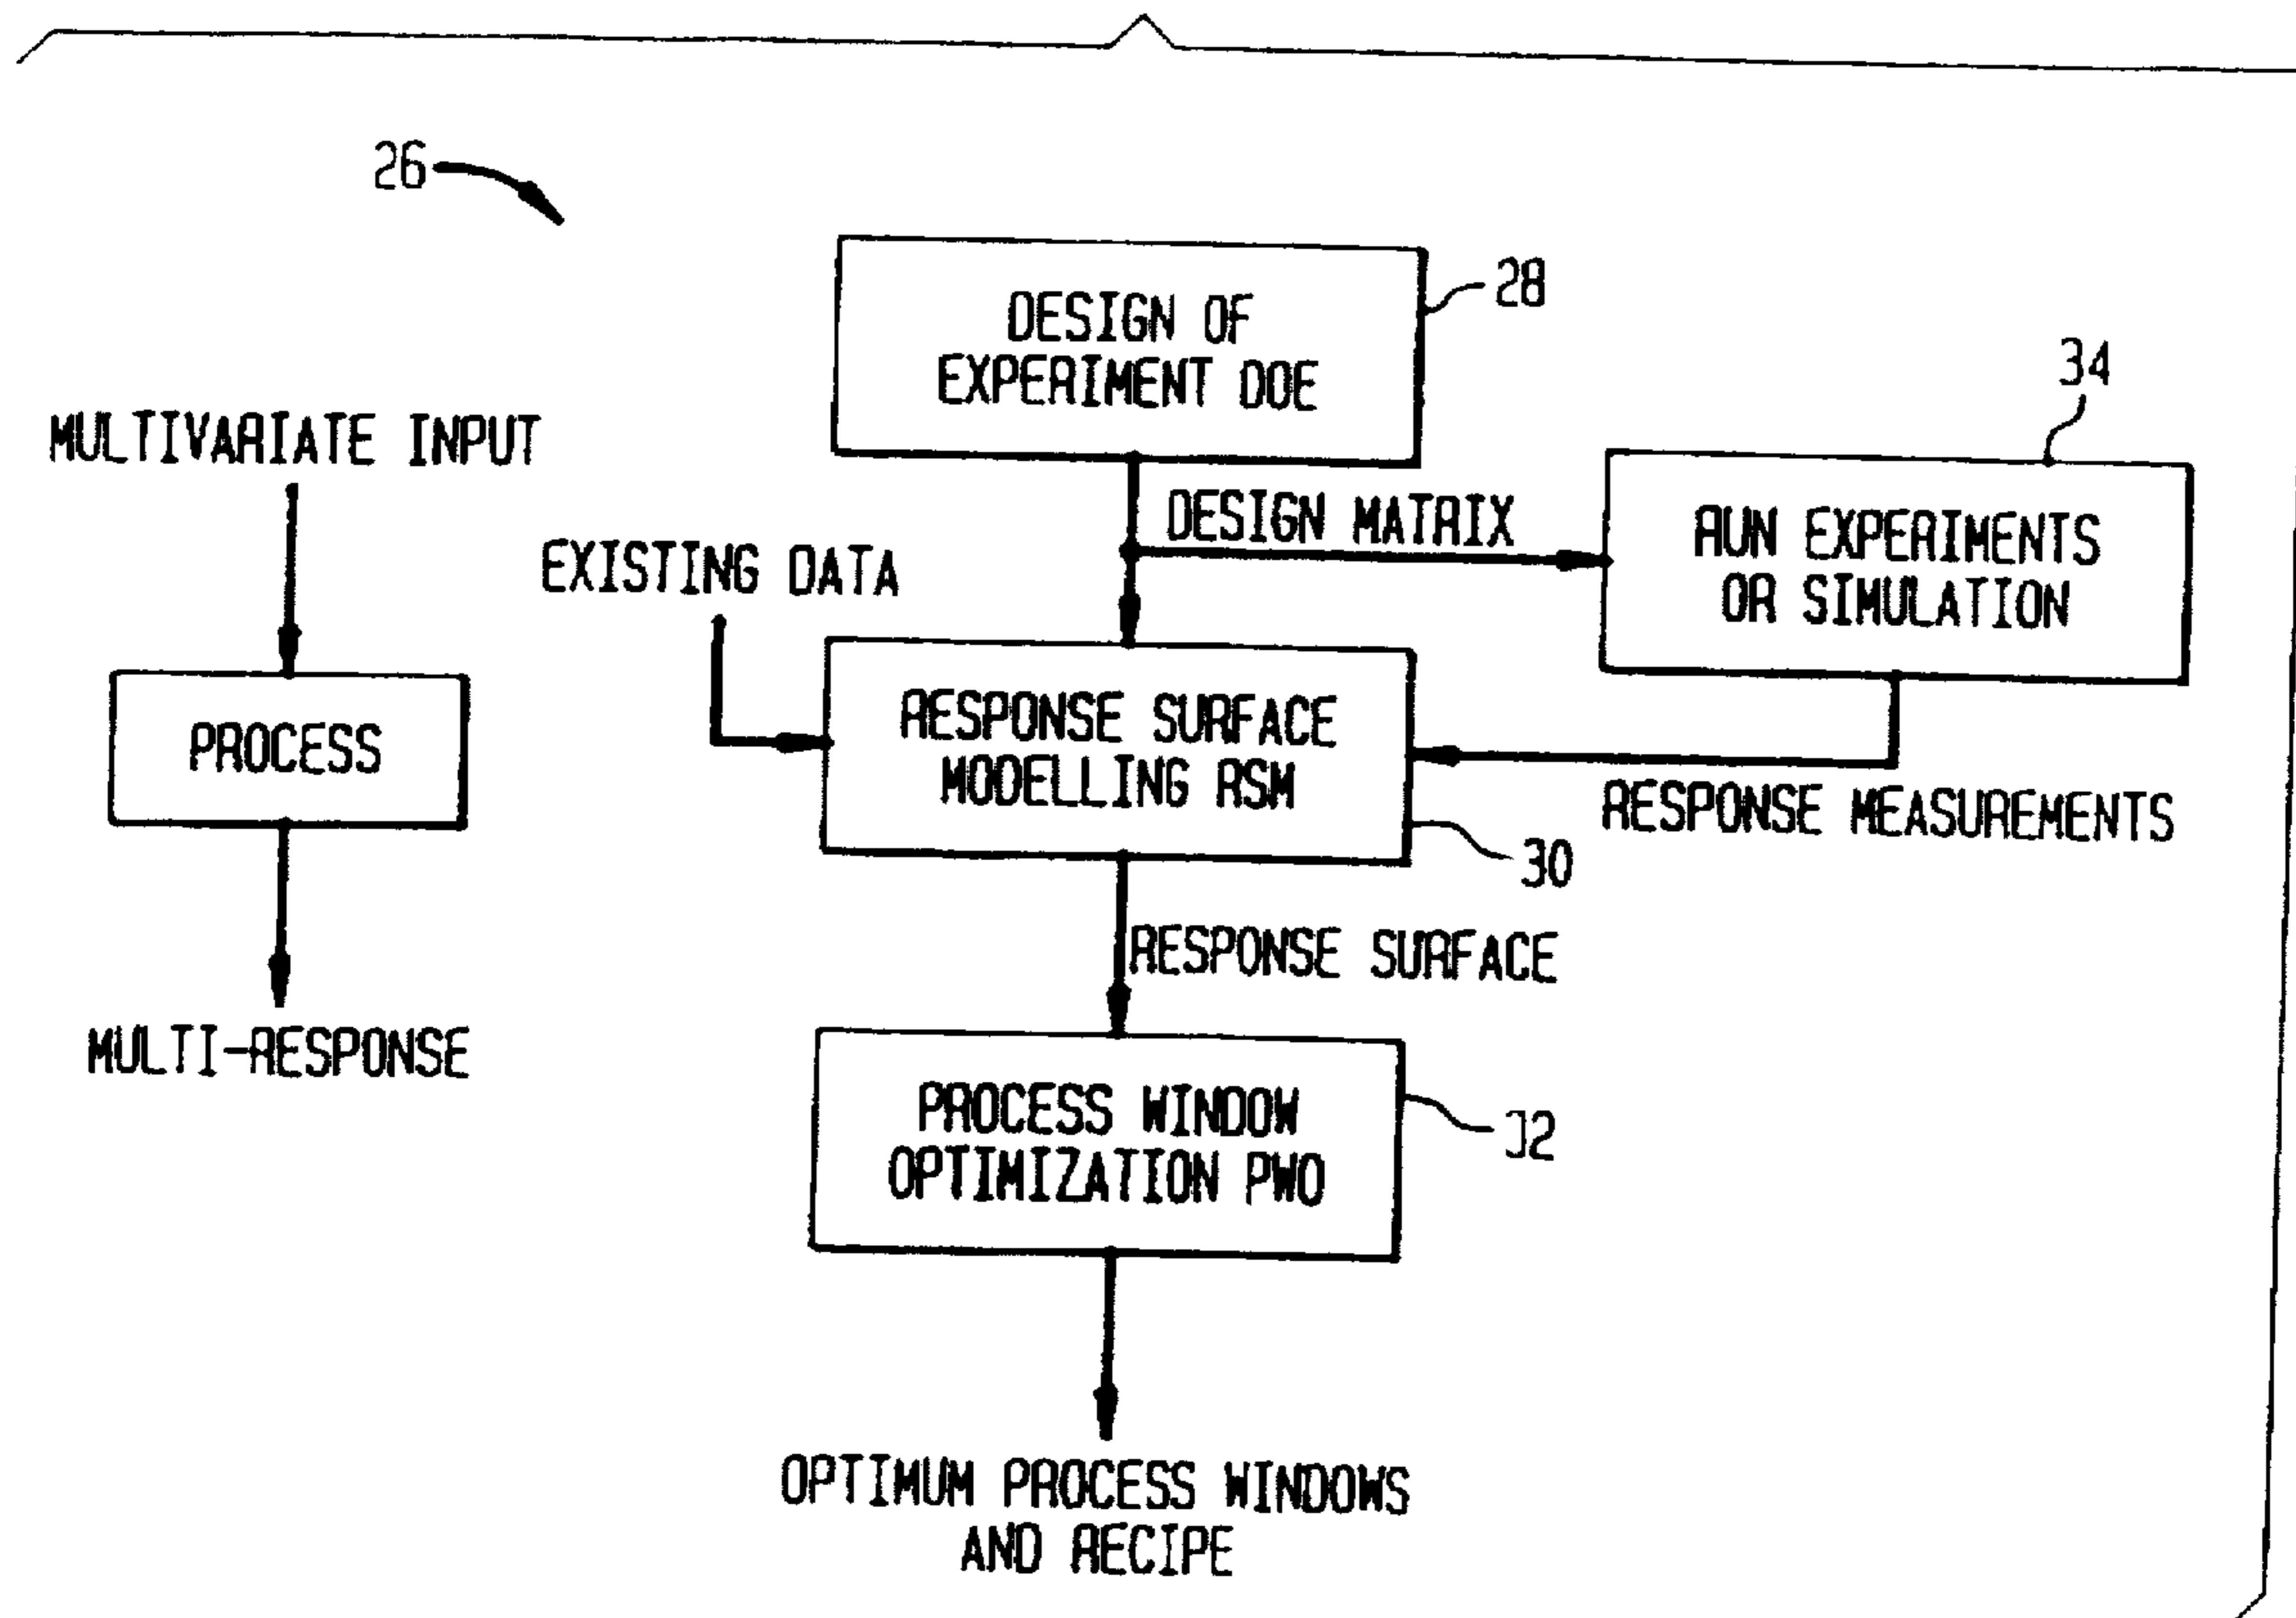 26
DESIGN OF
EXPERIMENT DOE
28
34
MULTIVARIATE INPUT
DESIGN MATRIX
RUN EXPERIMENTS
OR SIMULATION
EXISTING DATA
PROCESS
RESPONSE SURFACE
MODELLING RSM
RESPONSE MEASUREMENTS
30
RESPONSE SURFACE
MULTI-RESPONSE
PROCESS WINDOW
OPTIMIZATION PWO
32
OPTIMUM PROCESS WINDOWS
AND RECIPE